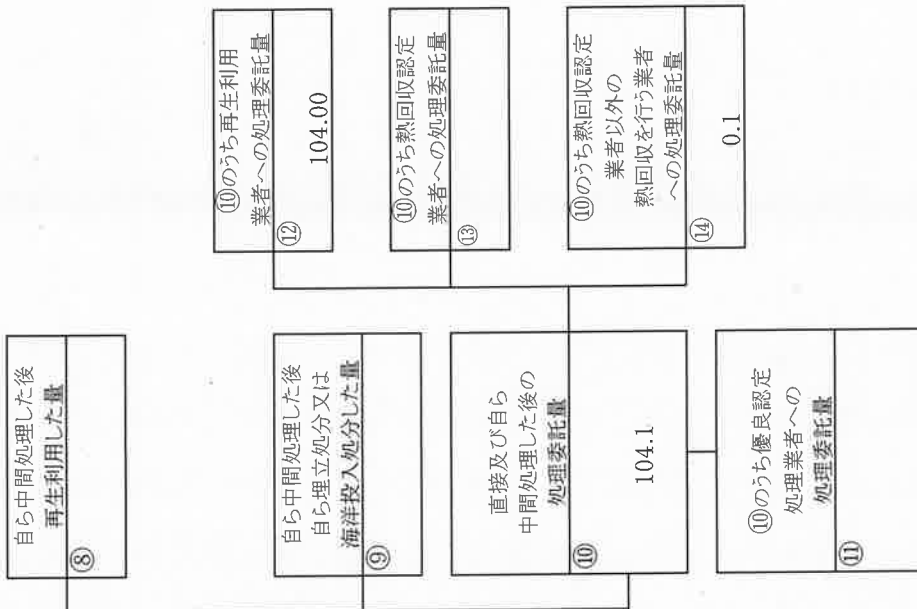 自ら中間処理した後
再生利用した量
⑧
自ら中間処理した後
自ら埋立処分又は
海洋投入処分した量
⑨
直接及び自ら
中間処理した後の
処理委託量
⑩
104.1
⑩のうち優良認定
処理業者への
処理委託量
⑪
⑩のうち再生利用
業者への処理委託量
⑫
104.00
⑩のうち熱回収認定
業者への処理委託量
⑬
⑩のうち熱回収認定
業者以外の
熱回収を行う業者
への処理委託量
⑭
0.1